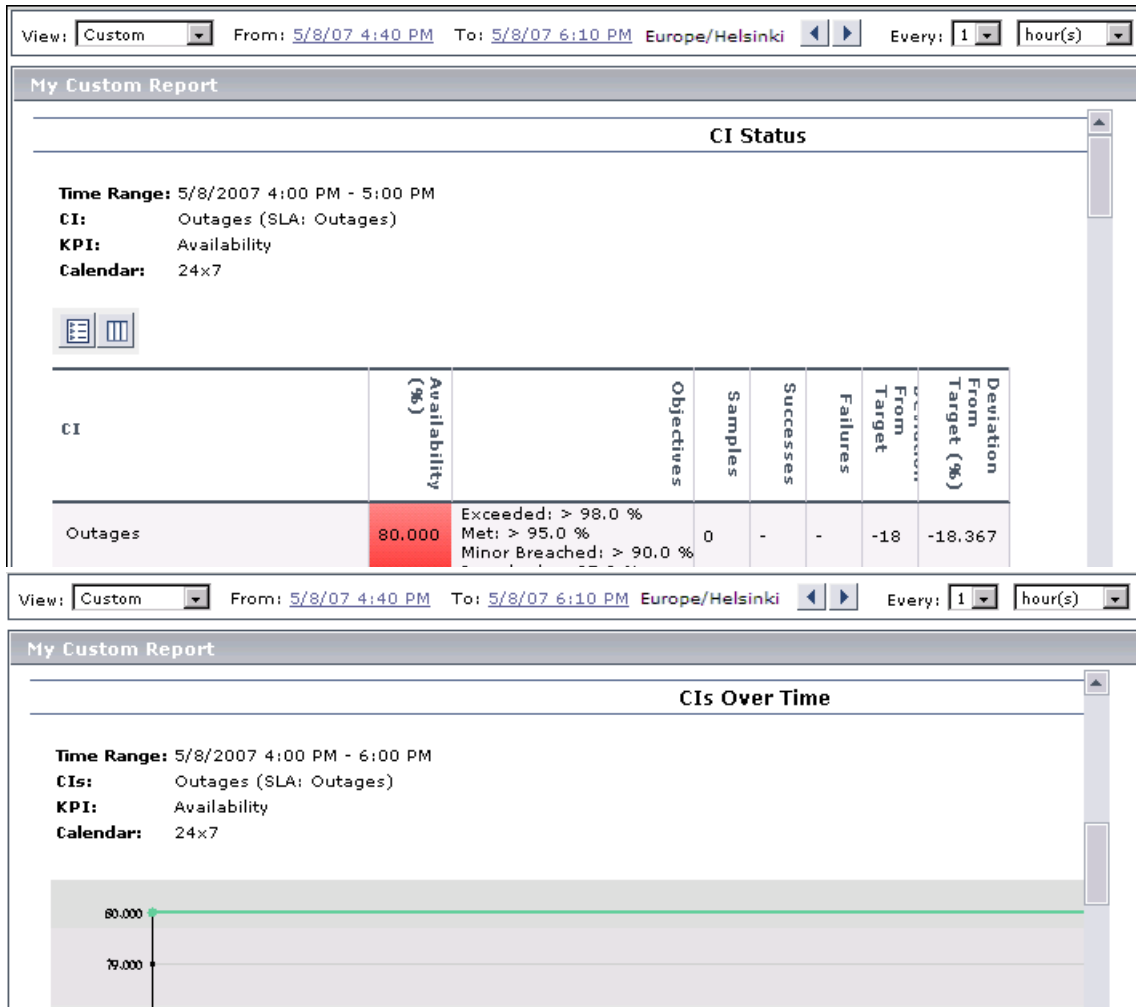 View: Custom From: 5/8/07 4:40 PM To: 5/8/07 6:10 PM Europe/Helsinki Every: 1 hour(s)
My Custom Report
CI Status
Time Range: 5/8/2007 4:00 PM - 5:00 PM
CI: Outages (SLA: Outages)
KPI: Availability
Calendar: 24x7
CI Availability (%) Objectives Samples Successes Failures From Target Deviation From Target (%)
Outages 80.000 Exceeded: > 98.0 % 0 - - -18 -18.367
Met: > 95.0 %
Minor Breached: > 90.0 %
View: Custom From: 5/8/07 4:40 PM To: 5/8/07 6:10 PM Europe/Helsinki Every: 1 hour(s)
My Custom Report
CIs Over Time
Time Range: 5/8/2007 4:00 PM - 6:00 PM
CIs: Outages (SLA: Outages)
KPI: Availability
Calendar: 24x7
80.000
79.000